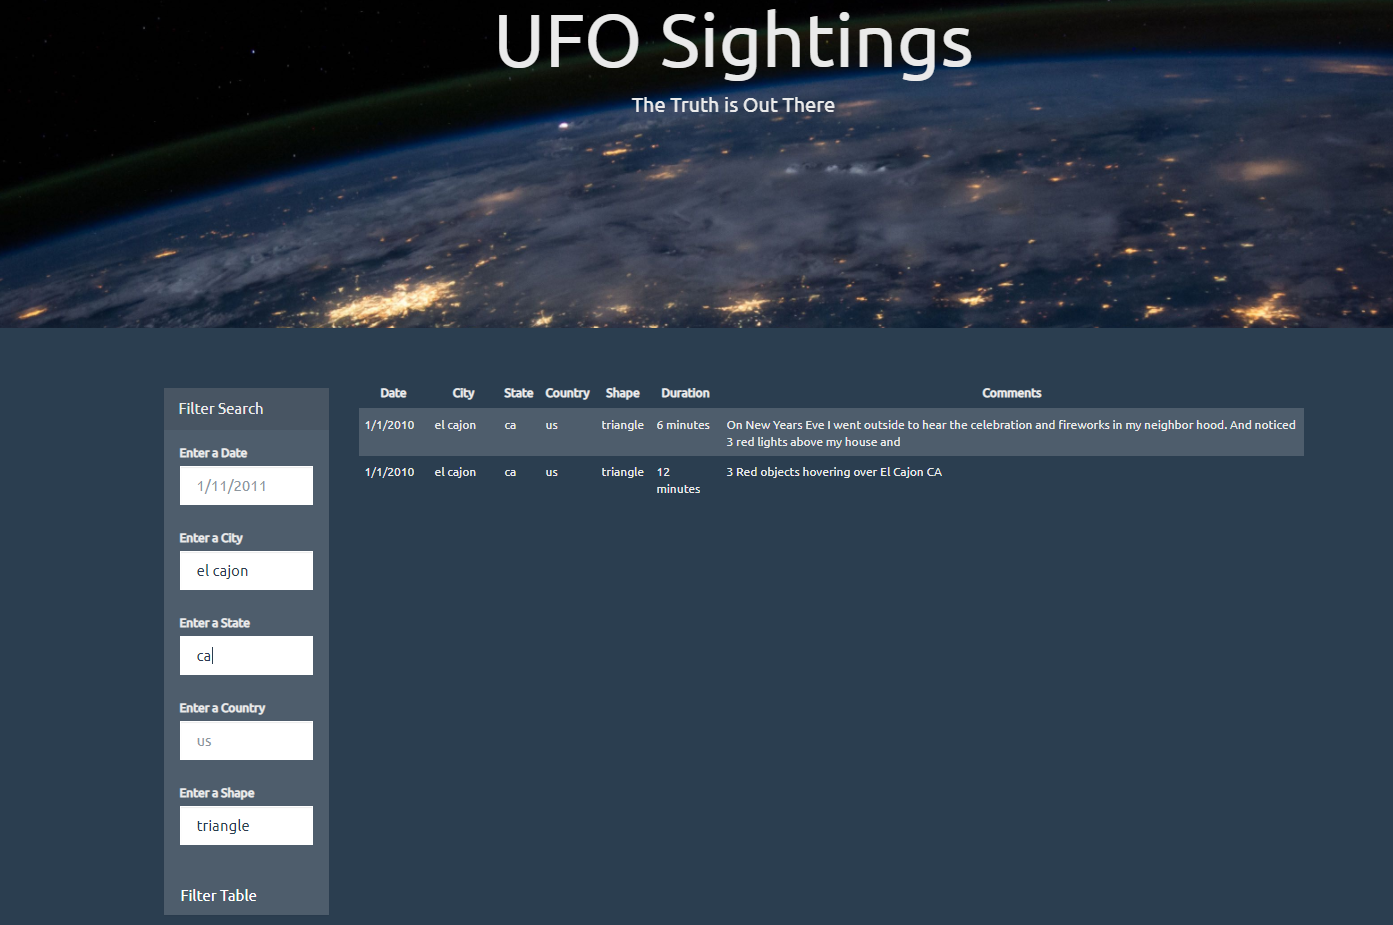 UFO Sightings
The Truth is Out There
Filter Search
Enter a Date
1/11/2011
Enter a City
el cajon
Enter a State
ca
Enter a Country
us
Enter a Shape
triangle
Filter Table
Date City State Country Shape Duration Comments
1/1/2010 el cajon ca us triangle 6 minutes On New Years Eve I went outside to hear the celebration and fireworks in my neighbor hood. And noticed
3 red lights above my house and
1/1/2010 el cajon ca us triangle 12 3 Red objects hovering over El Cajon CA
minutes